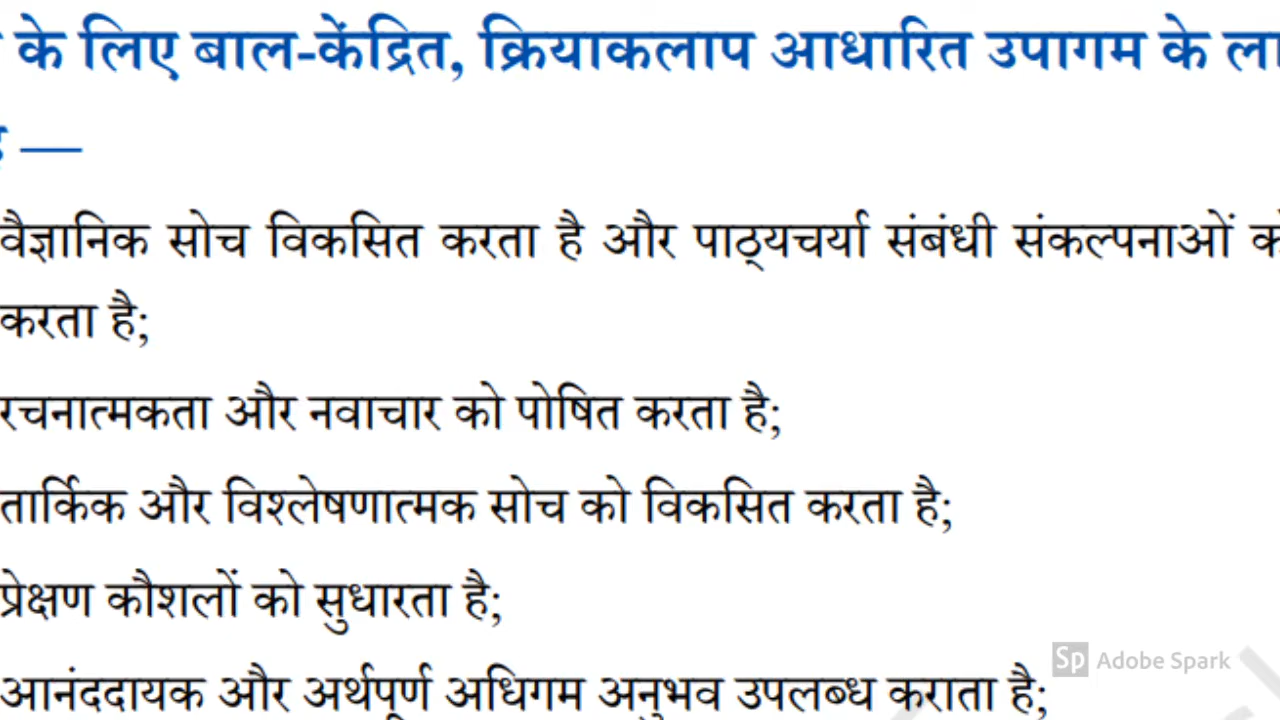 के लिए बाल-केंद्रित, क्रियाकलाप आधारित उपागम के
—
वैज्ञानिक सोच विकसित करता है और पाठ्यचर्या संबंधी संकल्पनाओं
करता है;
रचनात्मकता और नवाचार को पोषित करता है;
तार्किक और विश्लेषणात्मक सोच को विकसित करता है;
प्रेक्षण कौशलों को सुधारता है;
Sp Adobe Spark
आनंददायक और अर्थपूर्ण अधिगम अनुभव उपलब्ध कराता है;